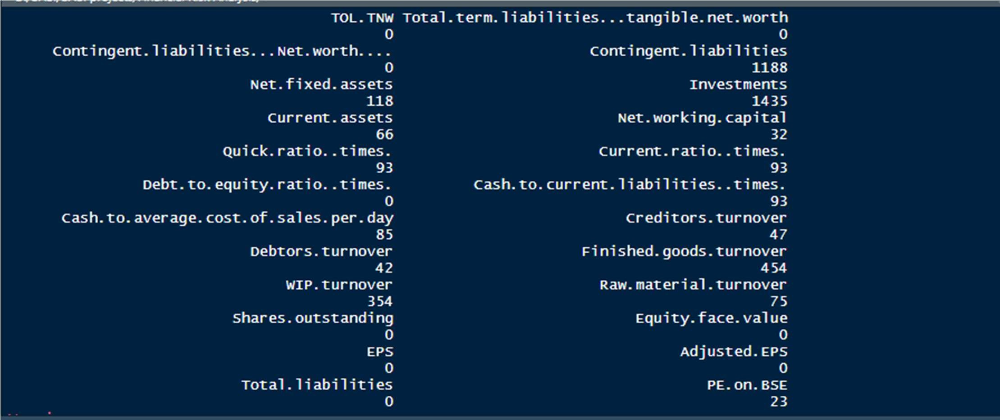 TOL.TNW Total.term.liabilities...tangible.net.worth
0 0
Contingent.liabilities...Net.worth.... Contingent.liabilities
0 1188
Net.fixed.assets Investments
118 1435
Current.assets Net.working.capital
66 32
Quick.ratio..times. Current.ratio..times.
93 93
Debt.to.equity.ratio..times. Cash.to.current.liabilities..times.
0 93
Cash.to.average.cost.of.sales.per.day Creditors.turnover
85 47
Debtors.turnover Finished.goods.turnover
42 454
WIP.turnover Raw.material.turnover
354 75
Shares.outstanding Equity.face.value
0 0
EPS Adjusted.EPS
0 0
Total.liabilities PE.on.BSE
0 23